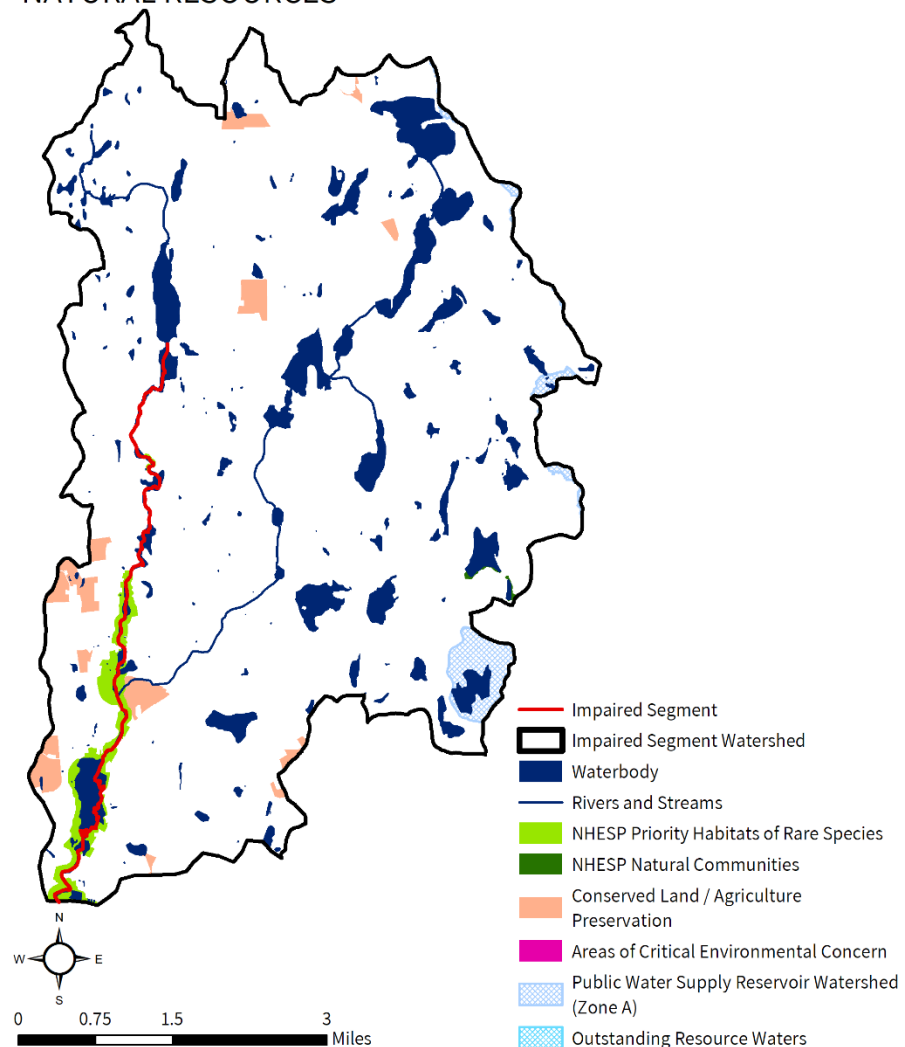 NATURAL RESOURCES
Impaired Segment
Impaired Segment Watershed
Waterbody
Rivers and Streams
NHESP Priority Habitats of Rare Species
NHESP Natural Communities
Conserved Land / Agriculture
Preservation
Areas of Critical Environmental Concern
Public Water Supply Reservoir Watershed
(Zone A)
Outstanding Resource Waters
N
W E
S
0 0.75 1.5 3
Miles